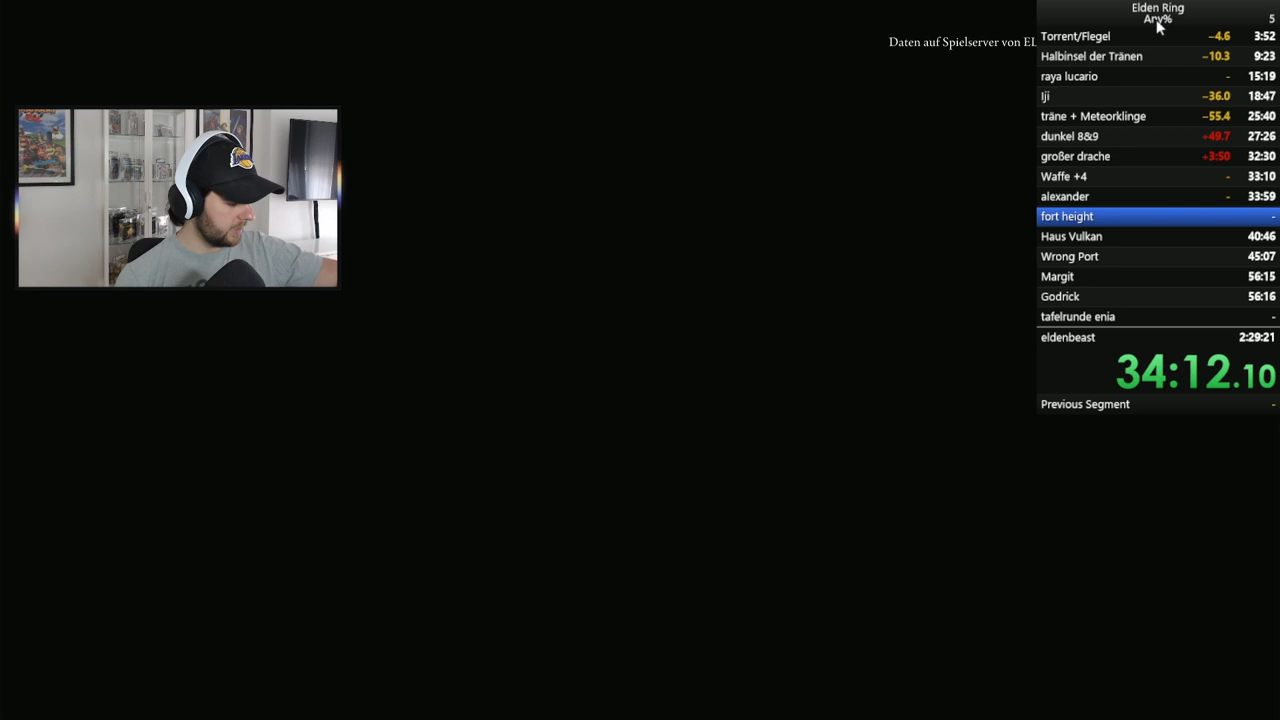 Elden Ring
Any% 5
Daten auf Spielserver von EL
Torrent/Flegel −4.6 3:52
Halbinsel der Tränen −10.3 9:23
raya lucario - 15:19
Iji −36.0 18:47
träne + Meteorklinge −55.4 25:40
dunkel 8&9 +49.7 27:26
großer drache +3:50 32:30
Waffe +4 - 33:10
alexander - 33:59
fort height -
Haus Vulkan 40:46
Wrong Port 45:07
Margit 56:15
Godrick 56:16
tafelrunde enia -
eldenbeast 2:29:21
34:12.10
Previous Segment -